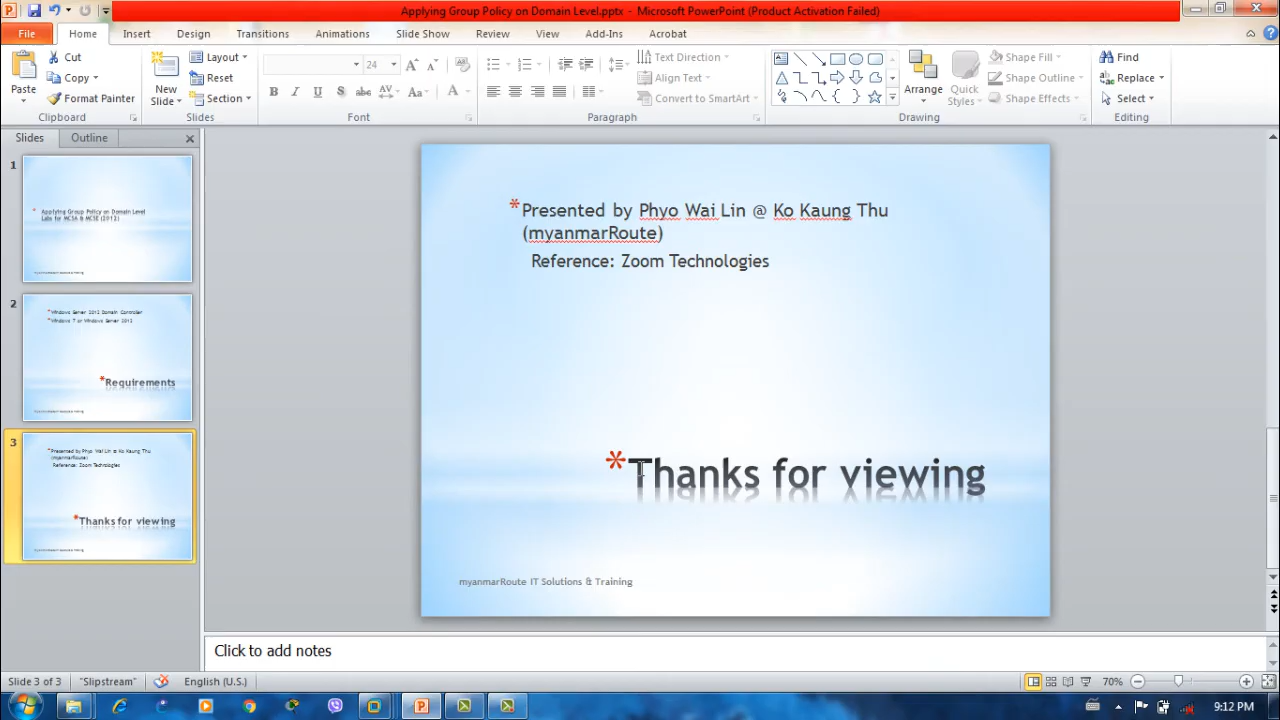 Applying Group Policy on Domain Level.pptx - Microsoft PowerPoint (Product Activation Failed)
File Home Insert Design Transitions Animations Slide Show Review View Add-Ins Acrobat
Paste
Cut
Copy
Format Painter
Clipboard
New Slide
Layout
Reset
Section
Slides
24
B I U S abc AV Aa A
Font
Text Direction
Align Text
Convert to SmartArt
Paragraph
Arrange
Quick Styles
Shape Fill
Shape Outline
Shape Effects
Drawing
Find
Replace
Select
Editing
Slides Outline
1
* Applying Group Policy on Domain Level
Labs for MCSA & MCSE (2012)
2
*Windows Server 2012 Domain Controller
*Windows 7 or Windows Server 2012
*Requirements
3
*Presented by Phyo Wai Lin @ Ko Kaung Thu
(myanmarRoute)
Reference: Zoom Technologies
*Thanks for viewing
*Presented by Phyo Wai Lin @ Ko Kaung Thu
(myanmarRoute)
Reference: Zoom Technologies
*Thanks for viewing
myanmarRoute IT Solutions & Training
Click to add notes
Slide 3 of 3 "Slipstream" English (U.S.) 70%
9:12 PM